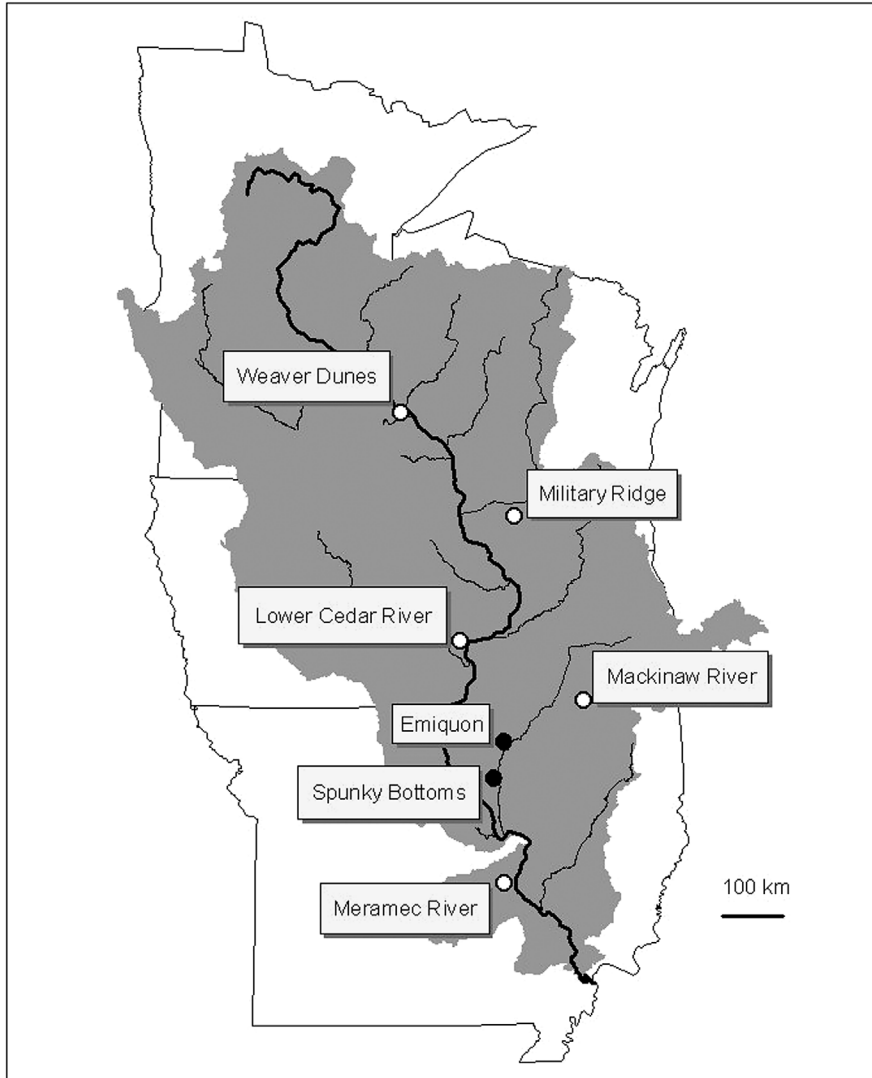 Weaver Dunes
Military Ridge
Lower Cedar River
Mackinaw River
Emiquon
Spunky Bottoms
Meramec River
100 km